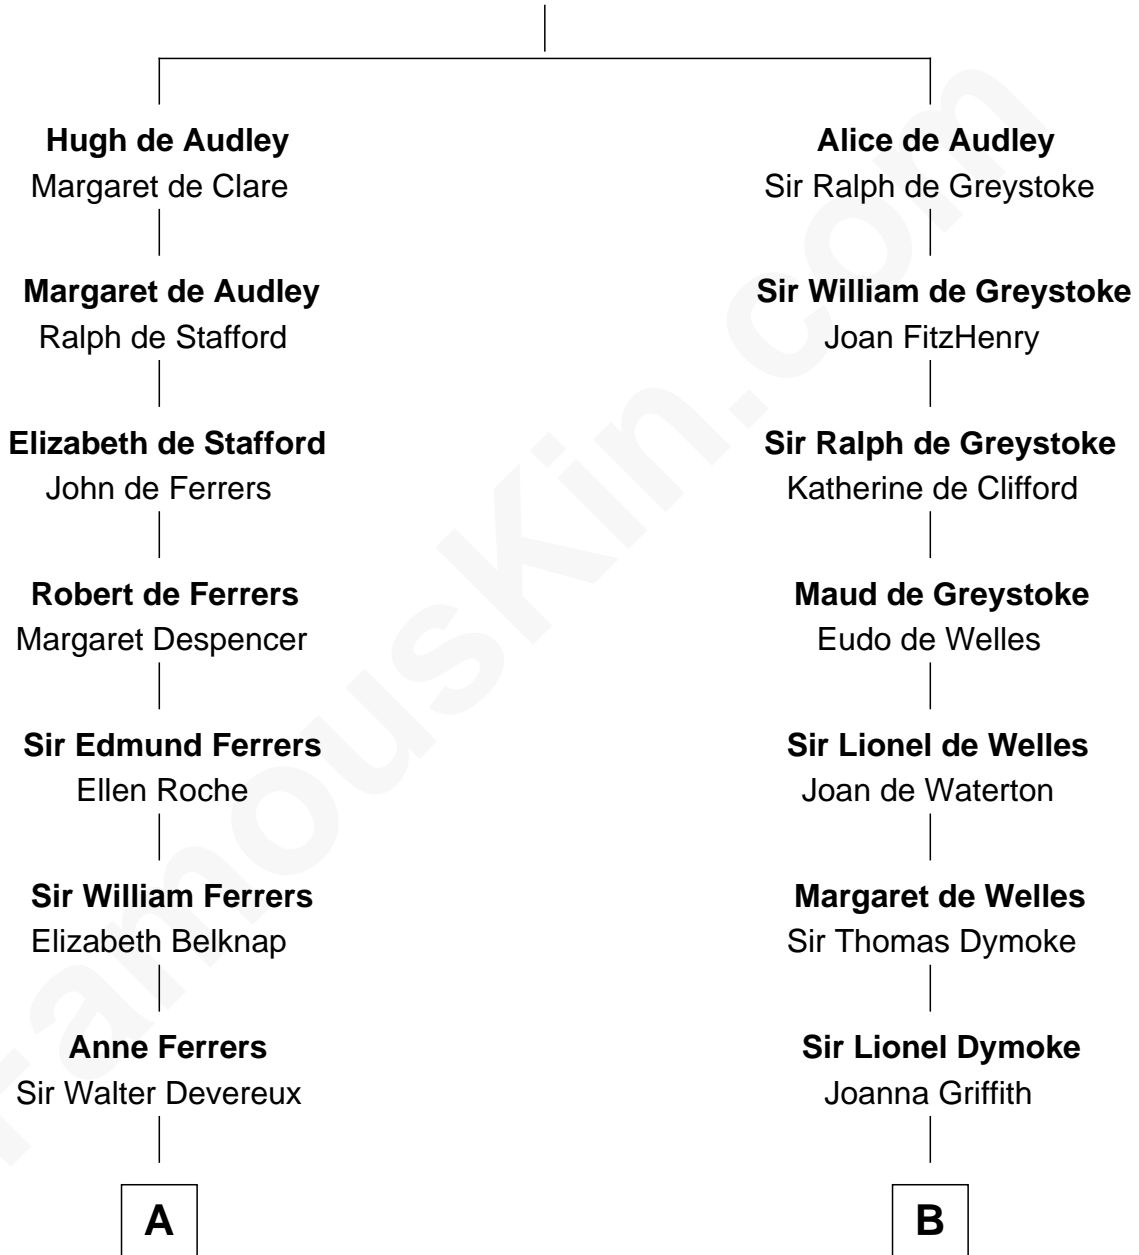 Hugh de Audley
Margaret de Clare
Margaret de Audley
Ralph de Stafford
Elizabeth de Stafford
John de Ferrers
Robert de Ferrers
Margaret Despencer
Sir Edmund Ferrers
Ellen Roche
Sir William Ferrers
Elizabeth Belknap
Anne Ferrers
Sir Walter Devereux
A
Alice de Audley
Sir Ralph de Greystoke
Sir William de Greystoke
Joan FitzHenry
Sir Ralph de Greystoke
Katherine de Clifford
Maud de Greystoke
Eudo de Welles
Sir Lionel de Welles
Joan de Waterton
Margaret de Welles
Sir Thomas Dymoke
Sir Lionel Dymoke
Joanna Griffith
B
FamousKin.com